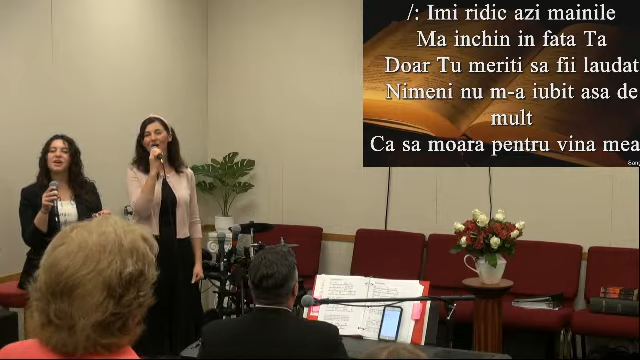 /: Imi ridic azi mainile
Ma inchin in fata Ta
Doar Tu meriti sa fii laudat
Nimeni nu m-a iubit asa de
mult
Ca sa moara pentru vina mea